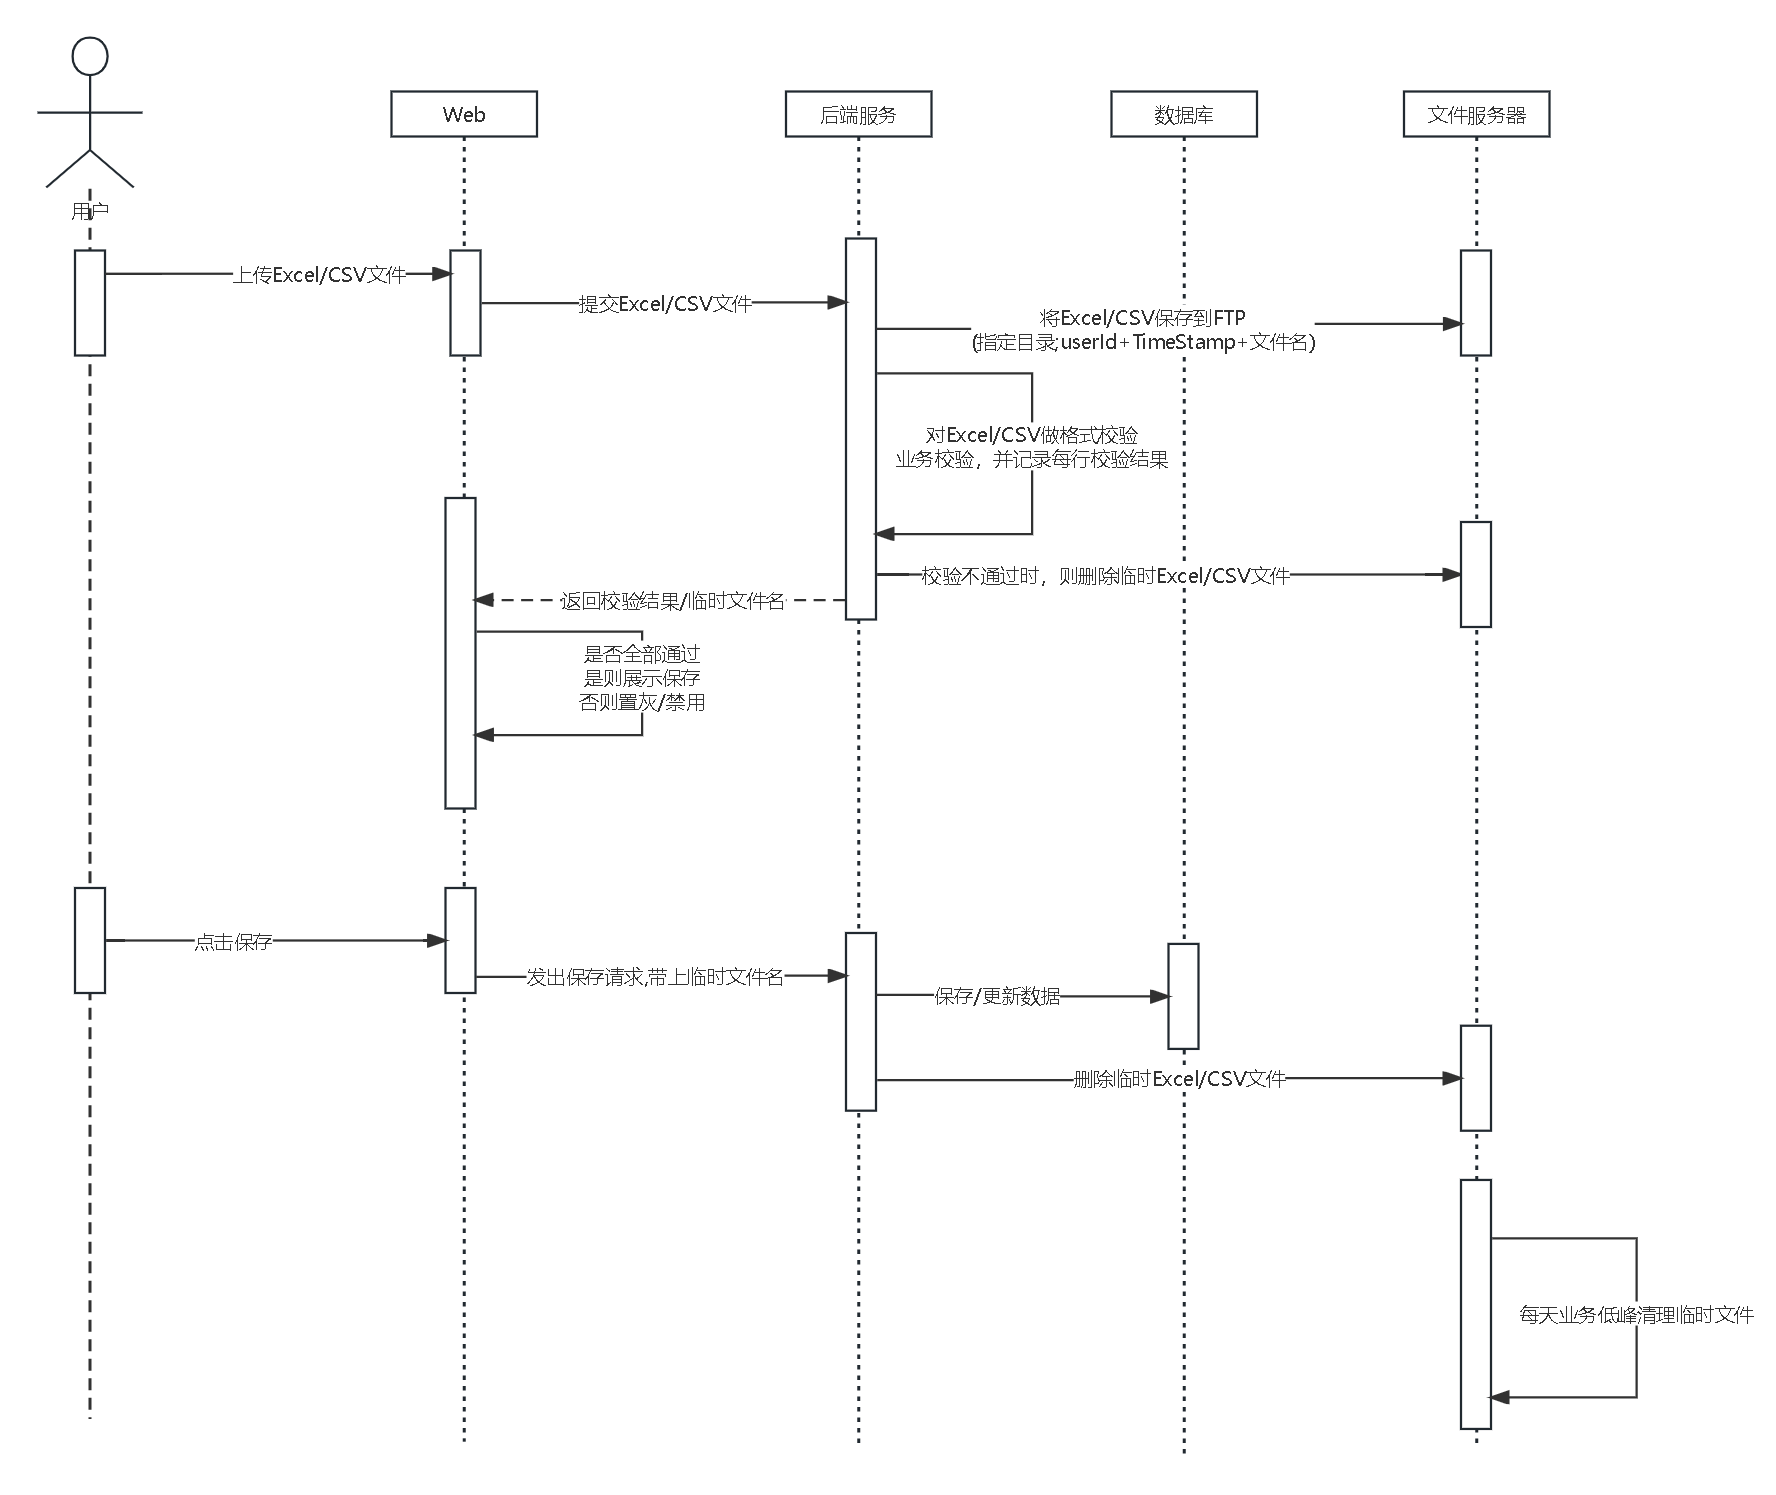 用户
Web
后端服务
数据库
文件服务器
上传Excel/CSV文件
提交Excel/CSV文件
将Excel/CSV保存到FTP
(指定目录;userId+TimeStamp+文件名)
对Excel/CSV做格式校验
业务校验，并记录每行校验结果
校验不通过时，则删除临时Excel/CSV文件
返回校验结果/临时文件名
是否全部通过
是则展示保存
否则置灰/禁用
点击保存
发出保存请求,带上临时文件名
保存/更新数据
删除临时Excel/CSV文件
每天业务低峰清理临时文件